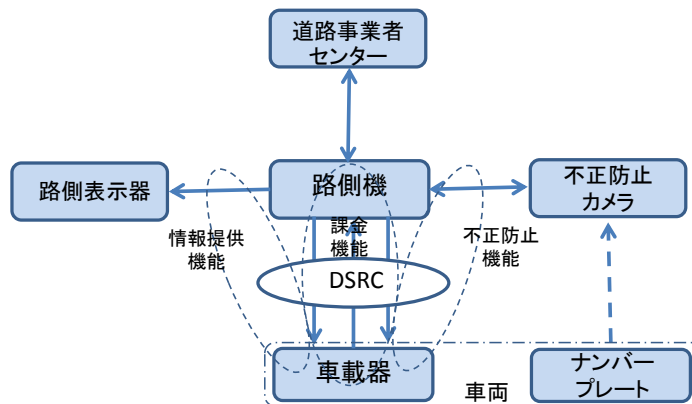 道路事業者
センター
路側表示器
路側機
不正防止
カメラ
情報提供
機能
課金
機能
不正防止
機能
DSRC
車載器
車両
ナンバー
プレート